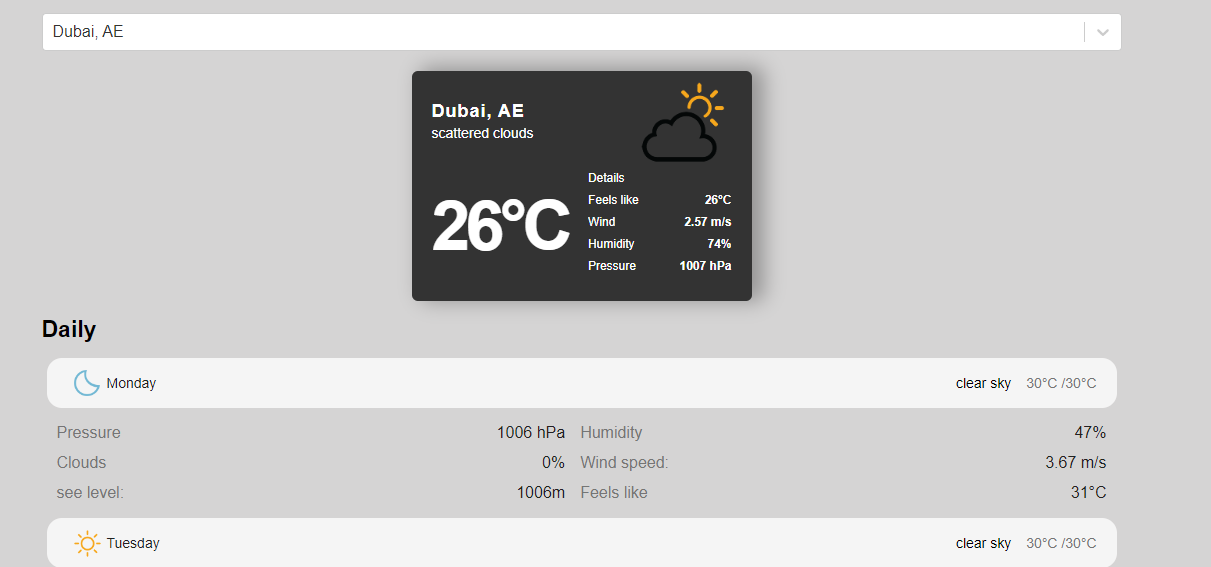 Dubai, AE
Dubai, AE
scattered clouds
26°C
Details
Feels like 26°C
Wind 2.57 m/s
Humidity 74%
Pressure 1007 hPa
Daily
Monday clear sky 30°C /30°C
Pressure 1006 hPa Humidity 47%
Clouds 0% Wind speed: 3.67 m/s
see level: 1006m Feels like 31°C
Tuesday clear sky 30°C /30°C